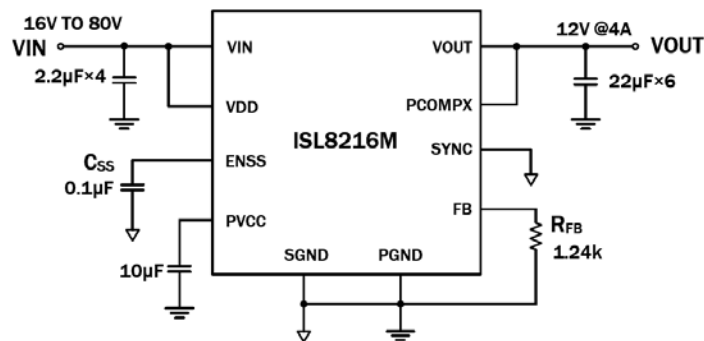 16V TO 80V
VIN
2.2µF×4
VIN
VDD
CSS
0.1µF
ENSS
PVCC
10µF
ISL8216M
SGND
PGND
VOUT
PCOMPX
SYNC
FB
12V @4A
VOUT
22µF×6
RFB
1.24k